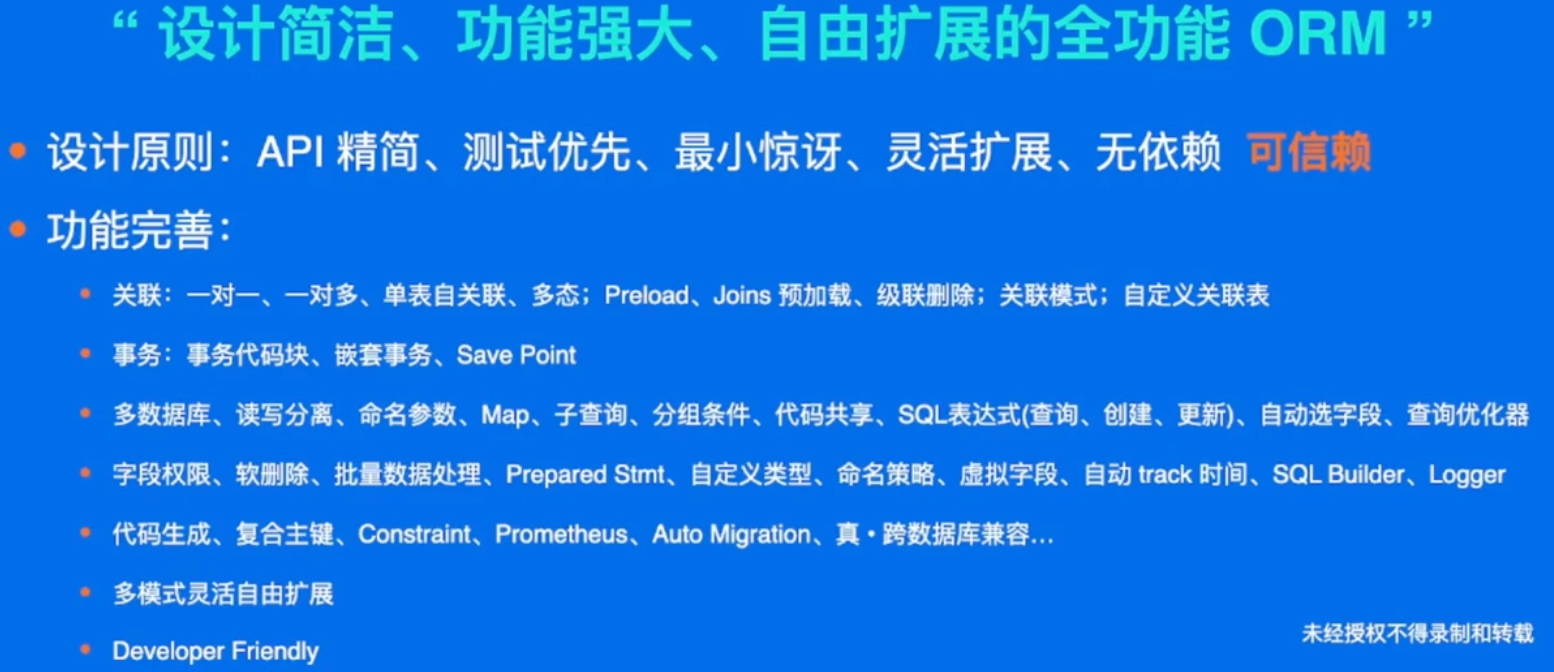 “ 设计简洁、功能强大、自由扩展的全功能 ORM ”
设计原则：API 精简、测试优先、最小惊讶、灵活扩展、无依赖 可信赖
功能完善：
关联：一对一、一对多、单表自关联、多态；Preload、Joins 预加载、级联删除；关联模式；自定义关联表
事务：事务代码块、嵌套事务、Save Point
多数据库、读写分离、命名参数、Map、子查询、分组条件、代码共享、SQL表达式(查询、创建、更新)、自动选字段、查询优化器
字段权限、软删除、批量数据处理、Prepared Stmt、自定义类型、命名策略、虚拟字段、自动 track 时间、SQL Builder、Logger
代码生成、复合主键、Constraint、Prometheus、Auto Migration、真 • 跨数据库兼容…
多模式灵活自由扩展
Developer Friendly
未经授权不得录制和转载